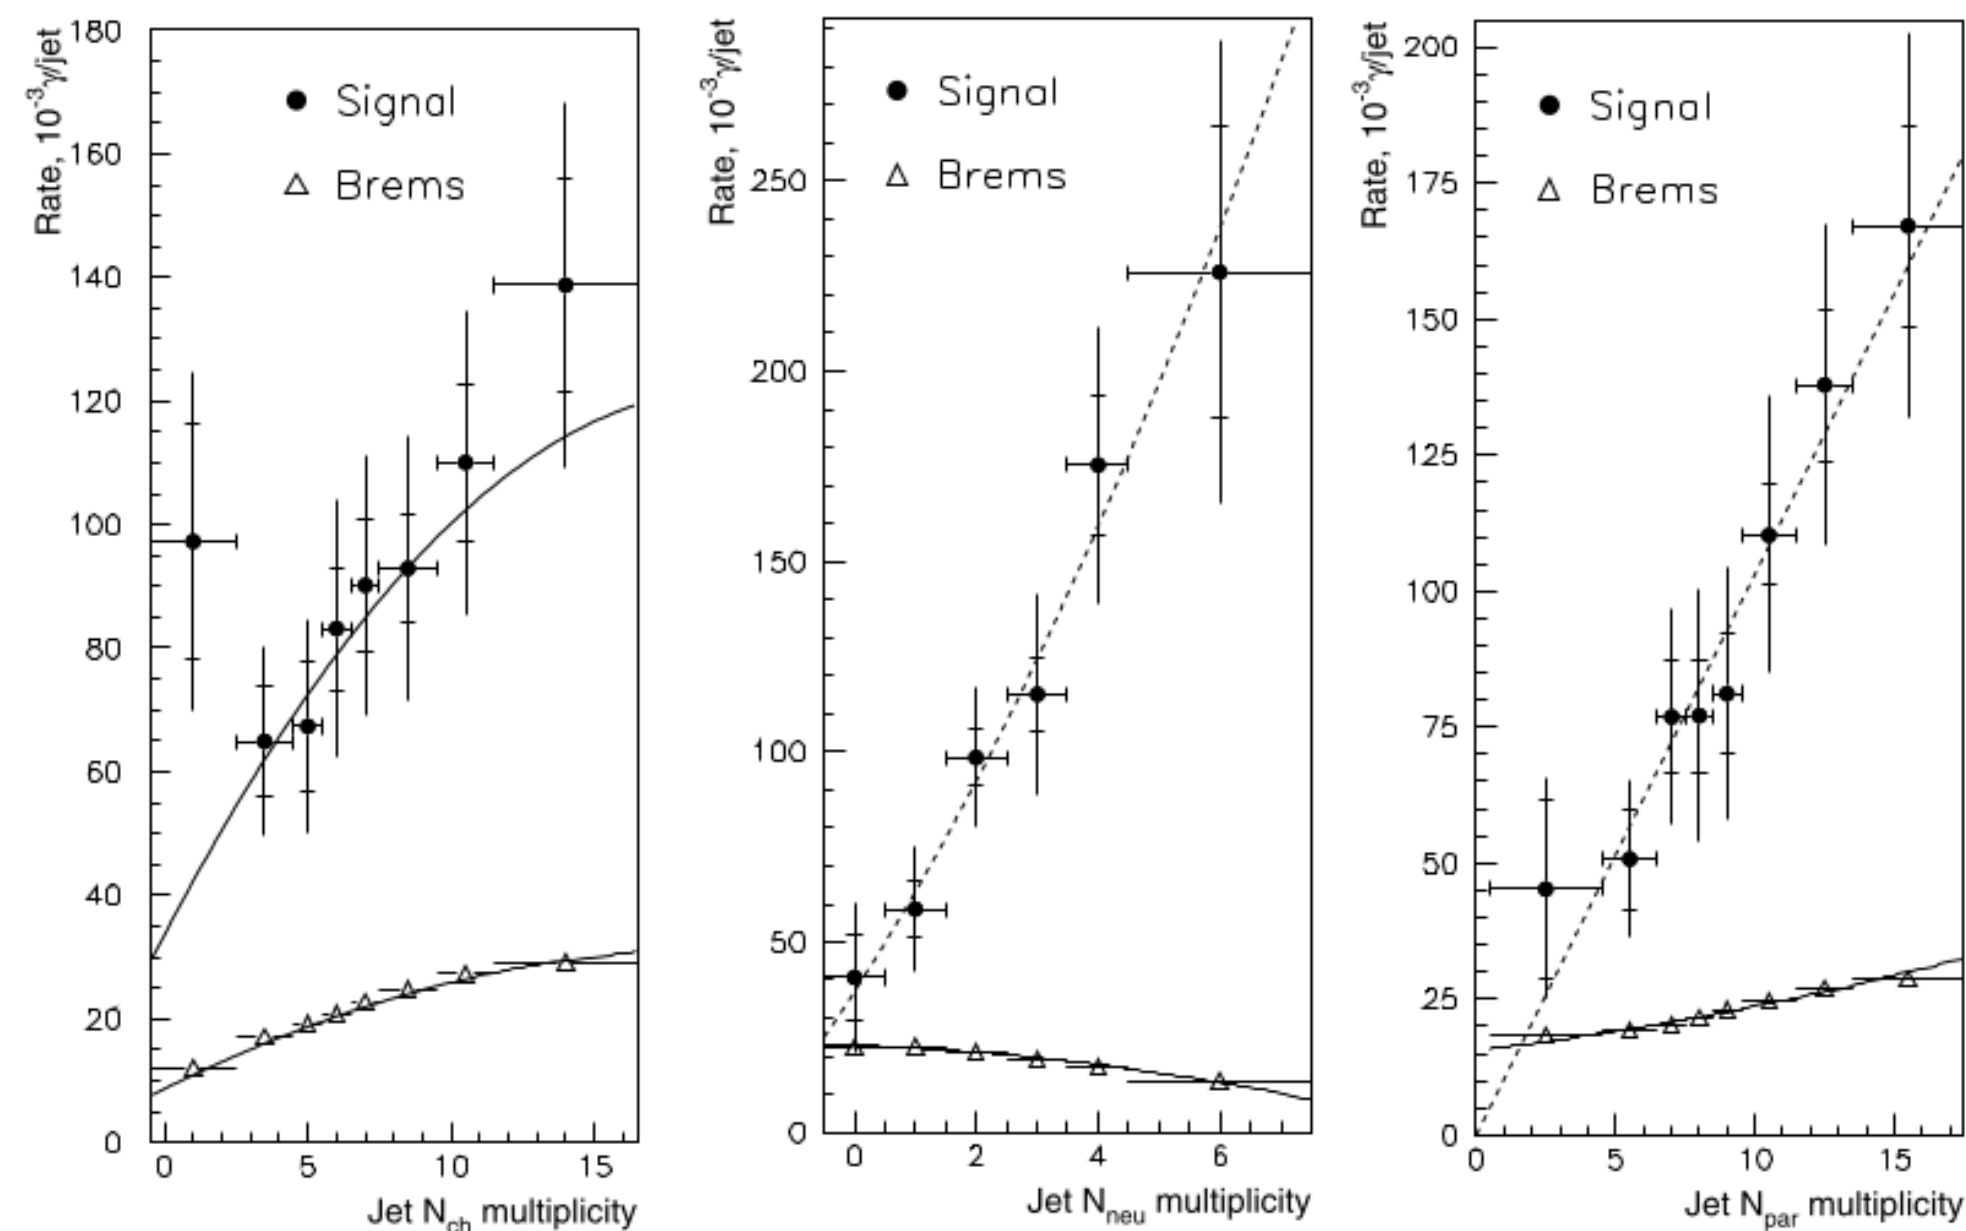 Rate, 10⁻³γ/jet
180
160
140
120
100
80
60
40
20
0
Signal
Brems
0 5 10 15
Jet N_ch multiplicity
Rate, 10⁻³γ/jet
250
200
150
100
50
0
Signal
Brems
0 2 4 6
Jet N_neu multiplicity
Rate, 10⁻³γ/jet
200
175
150
125
100
75
50
25
0
Signal
Brems
0 5 10 15
Jet N_par multiplicity